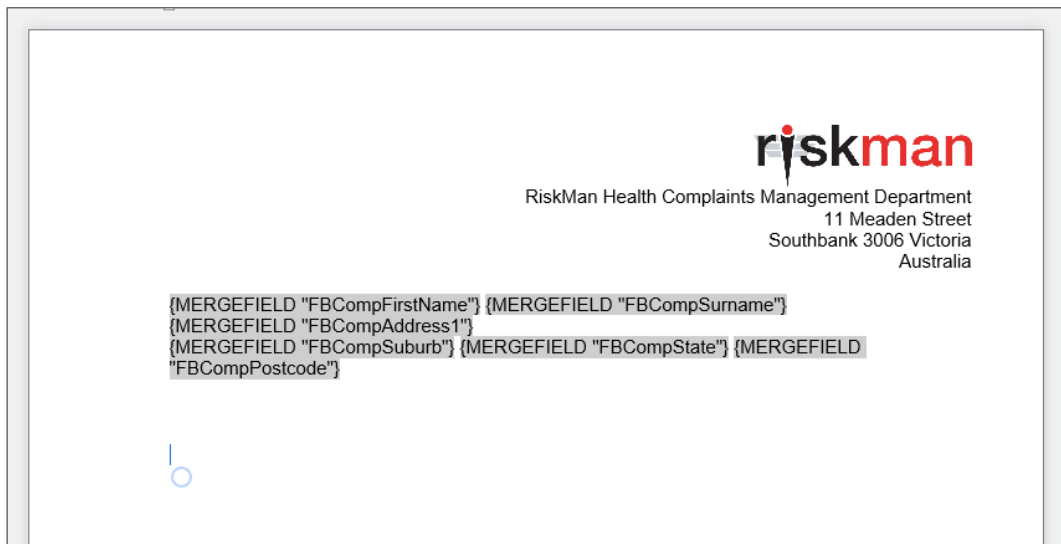 riskman
RiskMan Health Complaints Management Department
11 Meaden Street
Southbank 3006 Victoria
Australia
{MERGEFIELD "FBCompFirstName"} {MERGEFIELD "FBCompSurname"}
{MERGEFIELD "FBCompAddress1"}
{MERGEFIELD "FBCompSuburb"} {MERGEFIELD "FBCompState"} {MERGEFIELD
"FBCompPostcode"}